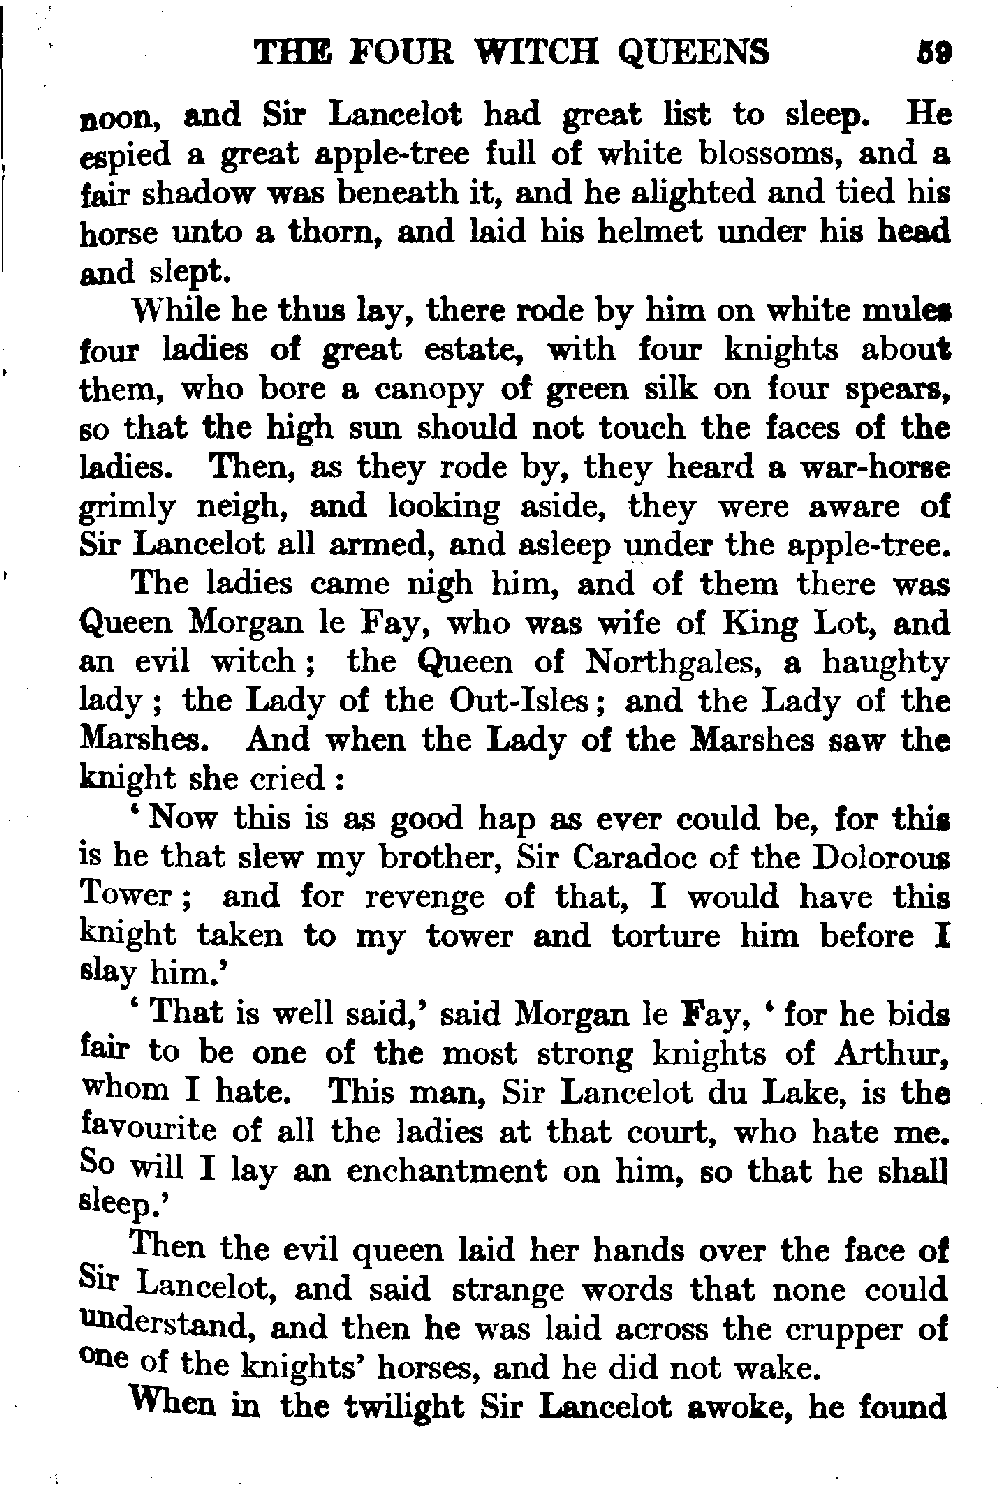 THE FOUR WITCH QUEENS 59
noon, and Sir Lancelot had great list to sleep. He
espied a great apple-tree full of white blossoms, and a
fair shadow was beneath it, and he alighted and tied his
horse unto a thorn, and laid his helmet under his head
and slept.
While he thus lay, there rode by him on white mules
four ladies of great estate, with four knights about
them, who bore a canopy of green silk on four spears,
so that the high sun should not touch the faces of the
ladies. Then, as they rode by, they heard a war-horse
grimly neigh, and looking aside, they were aware of
Sir Lancelot all armed, and asleep under the apple-tree.
The ladies came nigh him, and of them there was
Queen Morgan le Fay, who was wife of King Lot, and
an evil witch ; the Queen of Northgales, a haughty
lady ; the Lady of the Out-Isles ; and the Lady of the
Marshes. And when the Lady of the Marshes saw the
knight she cried :
‘ Now this is as good hap as ever could be, for this
is he that slew my brother, Sir Caradoc of the Dolorous
Tower ; and for revenge of that, I would have this
knight taken to my tower and torture him before I
slay him.’
‘ That is well said,’ said Morgan le Fay, ‘ for he bids
fair to be one of the most strong knights of Arthur,
whom I hate. This man, Sir Lancelot du Lake, is the
favourite of all the ladies at that court, who hate me.
So will I lay an enchantment on him, so that he shall
sleep.’
Then the evil queen laid her hands over the face of
Sir Lancelot, and said strange words that none could
understand, and then he was laid across the crupper of
one of the knights’ horses, and he did not wake.
When in the twilight Sir Lancelot awoke, he found